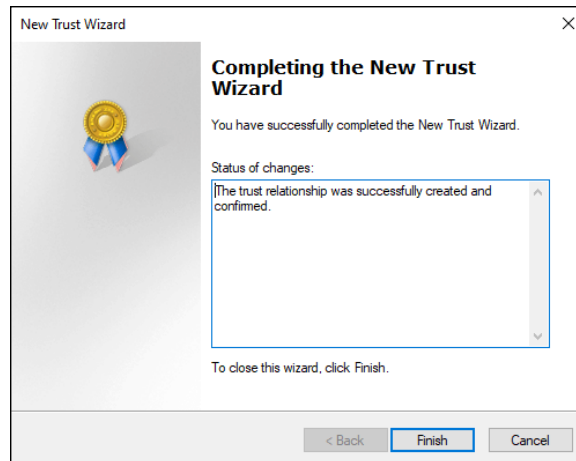 New Trust Wizard
Completing the New Trust
Wizard
You have successfully completed the New Trust Wizard.
Status of changes:
The trust relationship was successfully created and
confirmed.
To close this wizard, click Finish.
< Back
Finish
Cancel